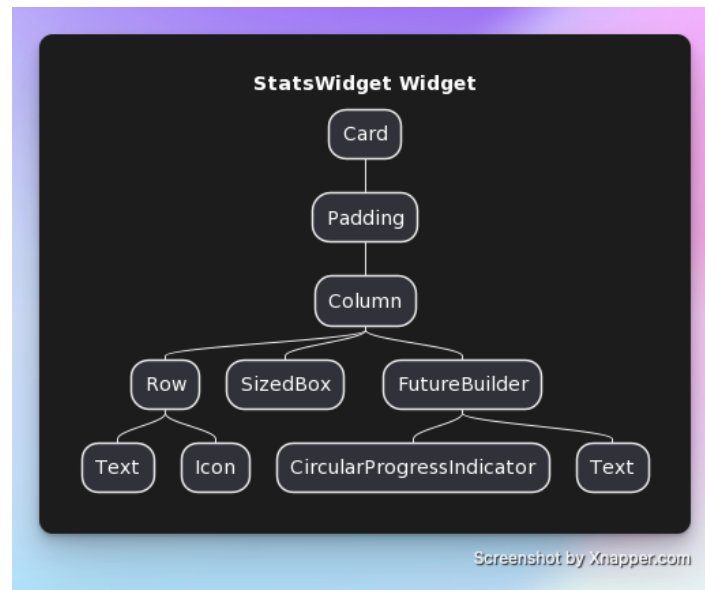 StatsWidget Widget
Card
Padding
Column
Row SizedBox FutureBuilder
Text Icon CircularProgressIndicator Text
Screenshot by Xnapper.com